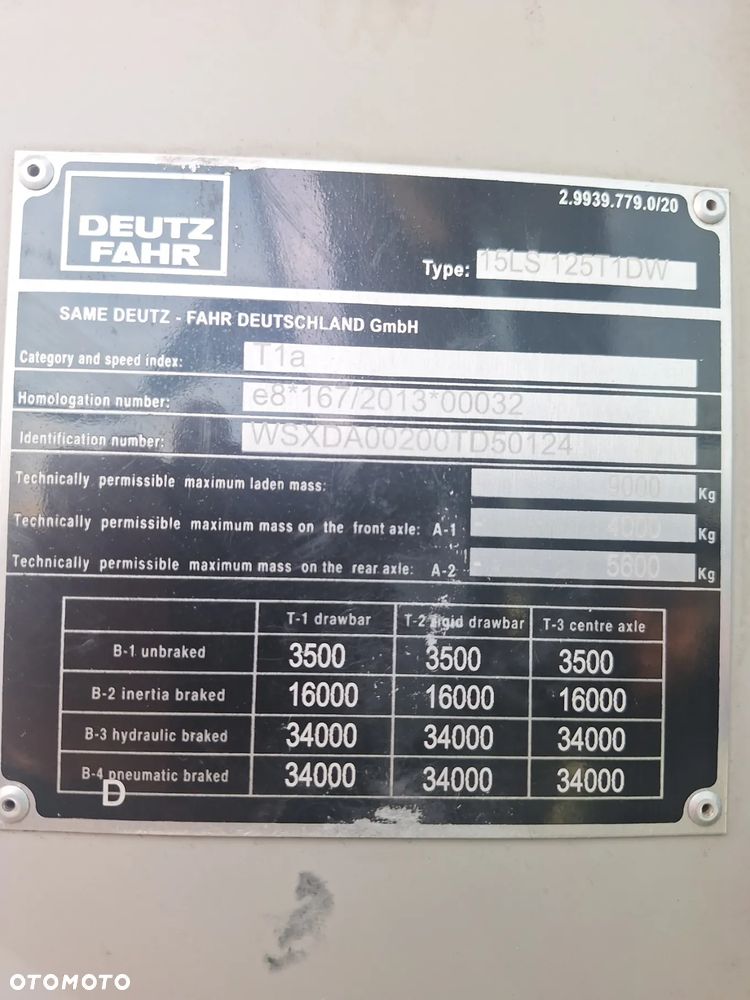 2.9939.779.0/20
DEUTZ
FAHR
Type: 15LS 125T1DW
SAME DEUTZ - FAHR DEUTSCHLAND GmbH
Category and speed index: T1a
Homologation number: e8*167/2013*00032
Identification number: WSXDA00200TD50124
Technically permissible maximum laden mass: 9000 Kg
Technically permissible maximum mass on the front axle: A-1 - 4000 Kg
Technically permissible maximum mass on the rear axle: A-2 - 5600 Kg
T-1 drawbar T-2 rigid drawbar T-3 centre axle
B-1 unbraked 3500 3500 3500
B-2 inertia braked 16000 16000 16000
B-3 hydraulic braked 34000 34000 34000
B-4 pneumatic braked 34000 34000 34000
D
OTOMOTO